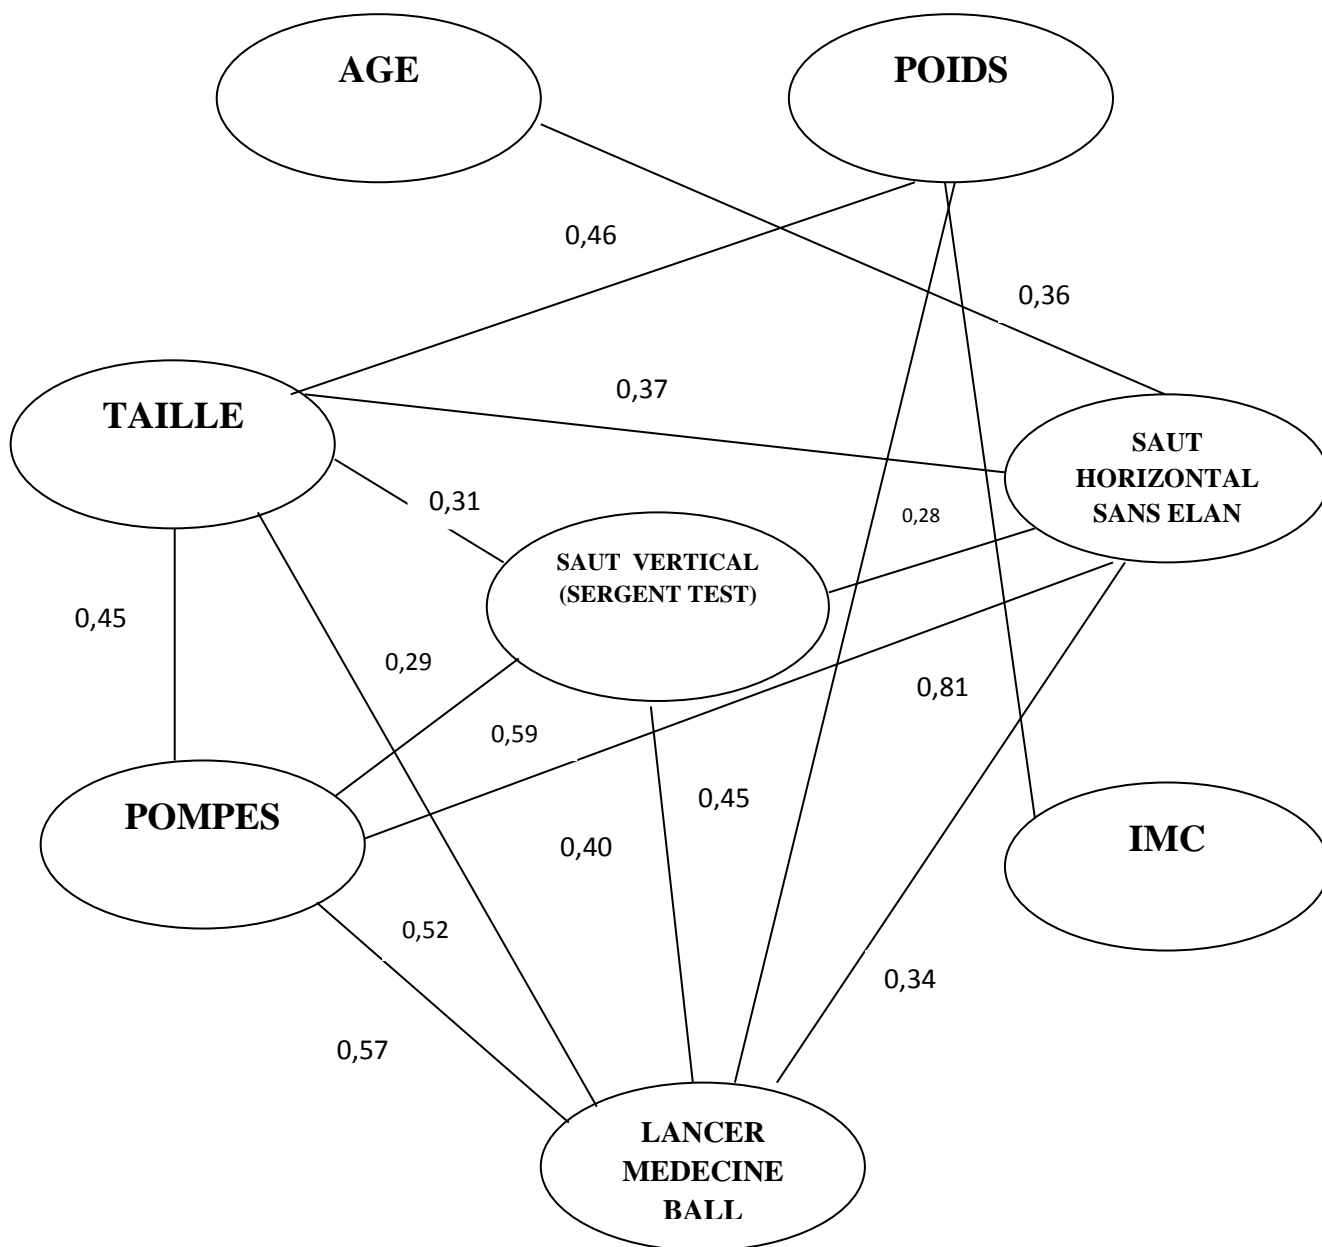 AGE
POIDS
0,46
0,36
0,37
TAILLE
SAUT
HORIZONTAL
SANS ELAN
0,31
0,28
SAUT VERTICAL
(SERGENT TEST)
0,45
0,29
0,81
0,59
0,45
POMPES
0,40
IMC
0,52
0,34
0,57
LANCER
MEDECINE
BALL